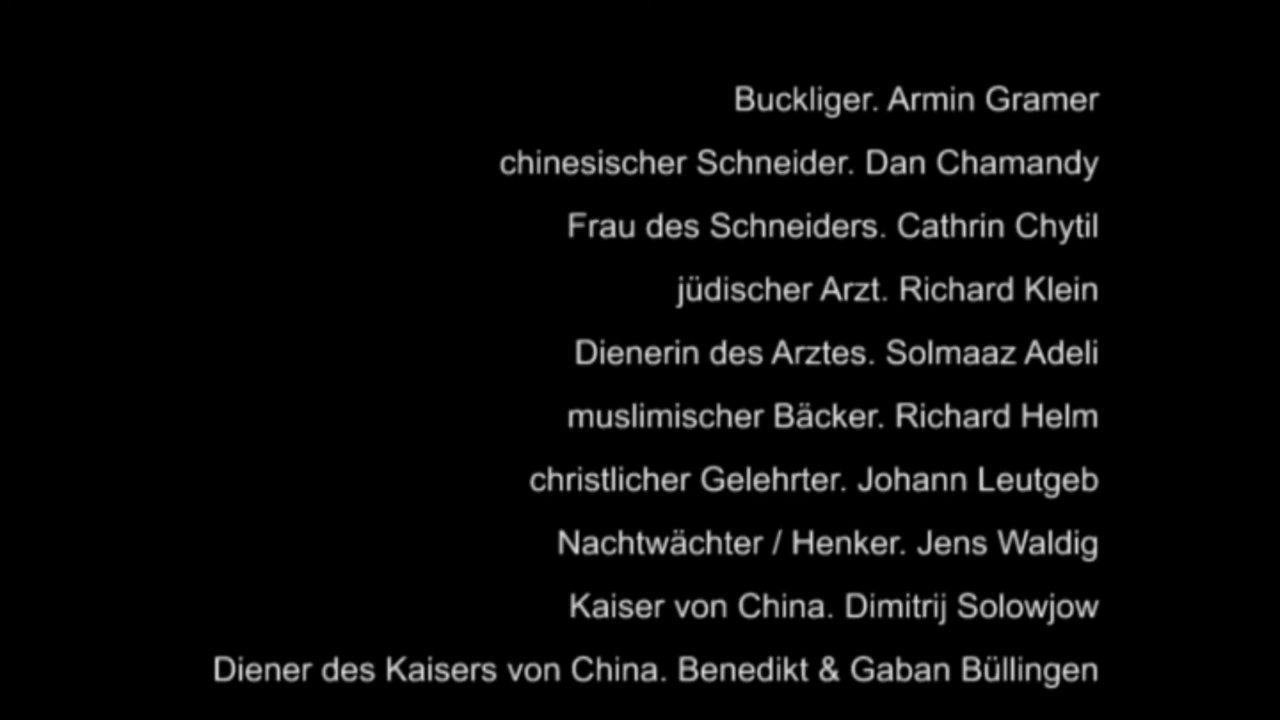 Buckliger. Armin Gramer
chinesischer Schneider. Dan Chamandy
Frau des Schneiders. Cathrin Chytil
jüdischer Arzt. Richard Klein
Dienerin des Arztes. Solmaaz Adeli
muslimischer Bäcker. Richard Helm
christlicher Gelehrter. Johann Leutgeb
Nachtwächter / Henker. Jens Waldig
Kaiser von China. Dimitrij Solowjow
Diener des Kaisers von China. Benedikt & Gaban Büllingen